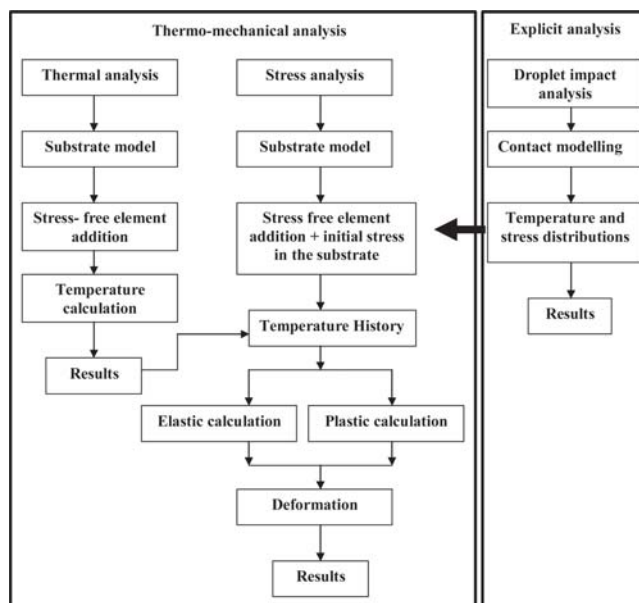 Thermo-mechanical analysis
Thermal analysis
Substrate model
Stress- free element
addition
Temperature
calculation
Results
Stress analysis
Substrate model
Stress free element
addition + initial stress
in the substrate
Temperature History
Elastic calculation
Plastic calculation
Deformation
Results
Explicit analysis
Droplet impact
analysis
Contact modelling
Temperature and
stress distributions
Results